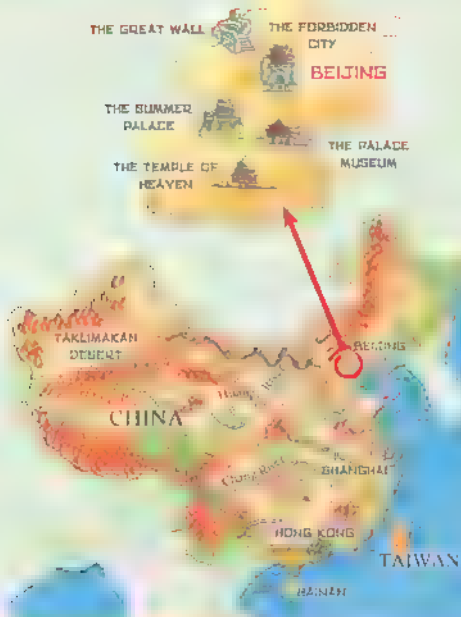 THE GREAT WALL
THE FORBIDDEN
CITY
BEIJING
THE SUMMER
PALACE
THE PALACE
MUSEUM
THE TEMPLE OF
HEAVEN
TAKLIMAKAN
DESERT
BEIJING
CHINA
SHANGHAI
HONG KONG
TAIWAN
HAINAN